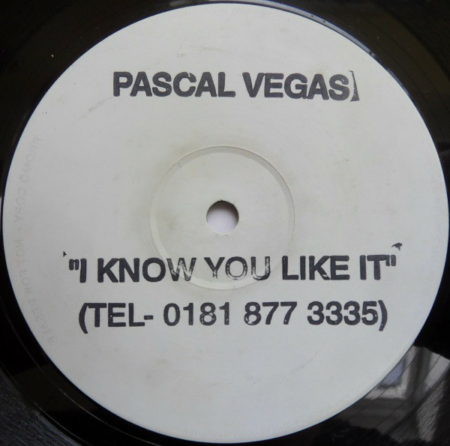 PASCAL VEGAS]
"I KNOW YOU LIKE IT"
(TEL- 0181 877 3335)